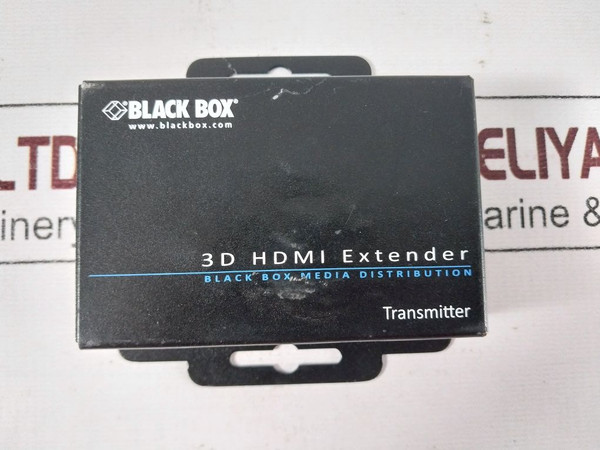 BLACK BOX®
www.blackbox.com
LTD
ELIYA
inery
arine &
3D HDMI Extender
BLACK BOX MEDIA DISTRIBUTION
Transmitter